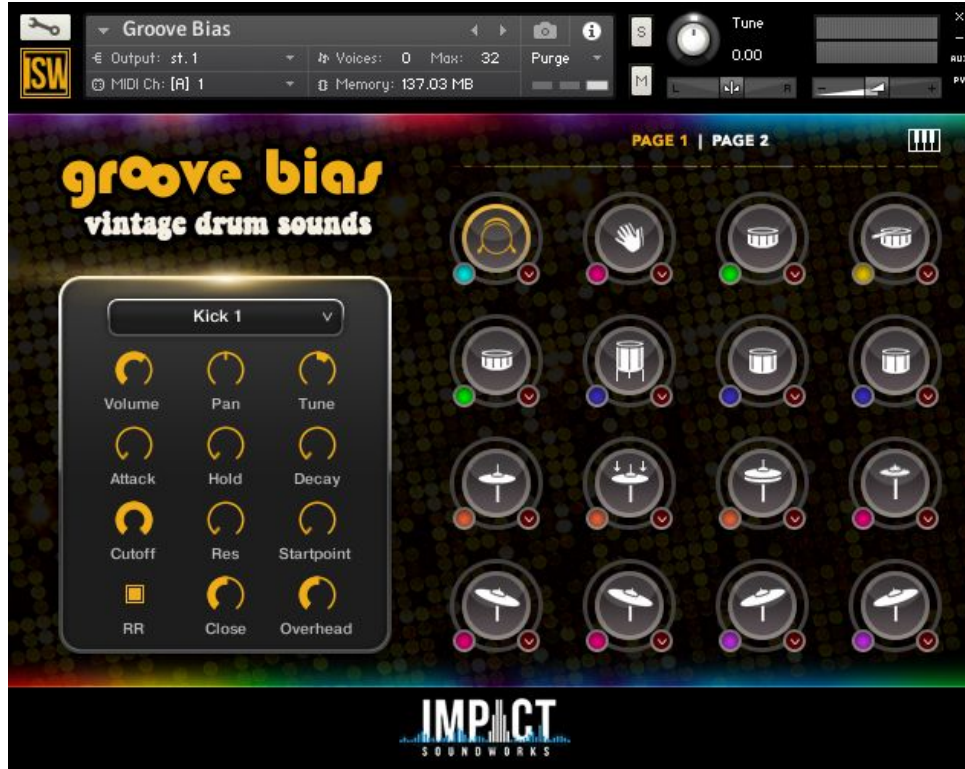 Groove Bias
S
Tune
0.00
X
ISW
Output: st. 1
Voices: 0 Max: 32
Purge
AUX
MIDI Ch: [A] 1
Memory: 137.03 MB
M
L
R
-
+
PV
PAGE 1 | PAGE 2
groove bias
vintage drum sounds
Kick 1
Volume Pan Tune
Attack Hold Decay
Cutoff Res Startpoint
RR Close Overhead
IMPACT
SOUNDWORKS